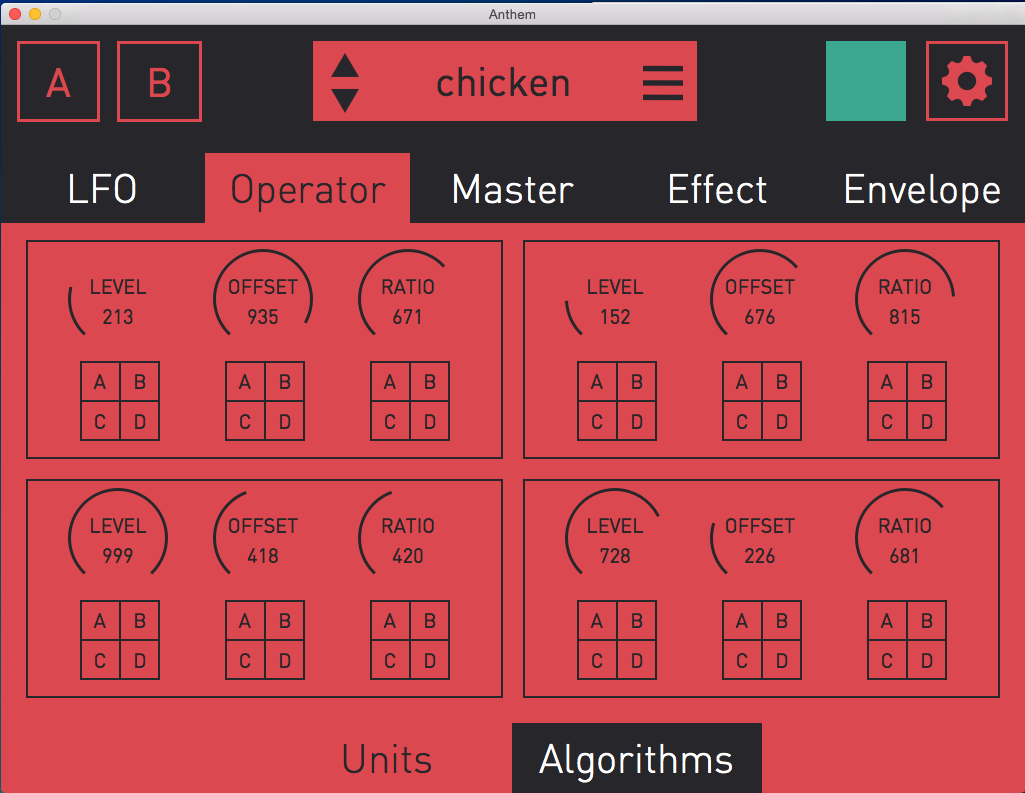 Anthem
A B chicken
LFO Operator Master Effect Envelope
LEVEL OFFSET RATIO LEVEL OFFSET RATIO
213 935 671 152 676 815
A B A B A B A B A B A B
C D C D C D C D C D C D
LEVEL OFFSET RATIO LEVEL OFFSET RATIO
999 418 420 728 226 681
A B A B A B A B A B A B
C D C D C D C D C D C D
Units Algorithms